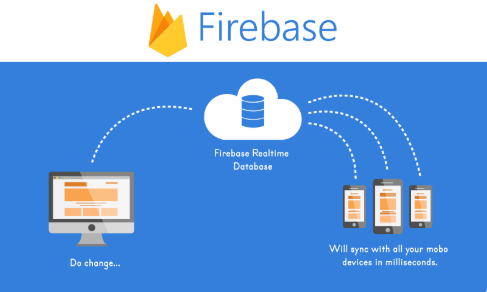 Firebase
Firebase Realtime
Database
Do change...
Will sync with all your mobo
devices in milliseconds.